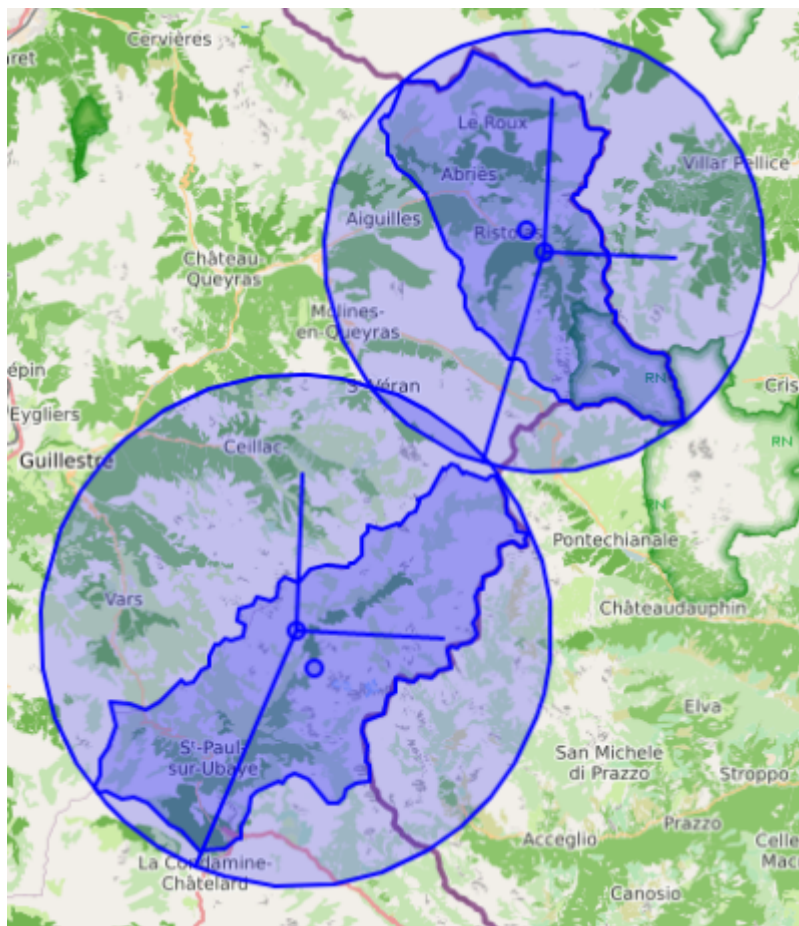 Cervières
aret
Le Roux
Abriès
Villar Pellice
Aiguilles
Ristolas
Château-
Queyras
Molines-
en-Queyras
épin
RN
Cris
St-Véran
Eygliers
Ceillac
RN
Guillestre
RN
Pontechianale
Vars
Châteaudauphin
Elva
St-Paul-
sur-Ubaye
San Michele
di Prazzo
Stroppo
Prazzo
Acceglio
Celle
Mac
La Condamine-
Châtelard
Canosio